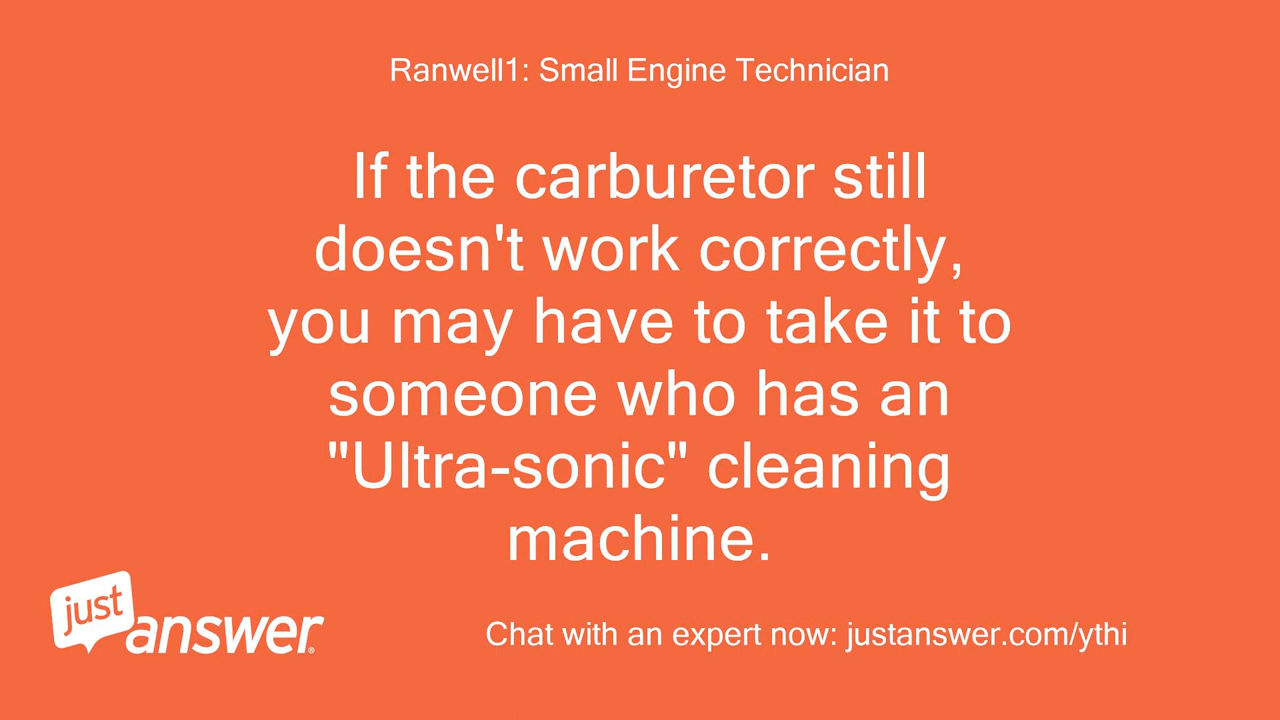 Ranwell1: Small Engine Technician
If the carburetor still
doesn't work correctly,
you may have to take it to
someone who has an
"Ultra-sonic" cleaning
machine.
just
answer®
Chat with an expert now: justanswer.com/ythi